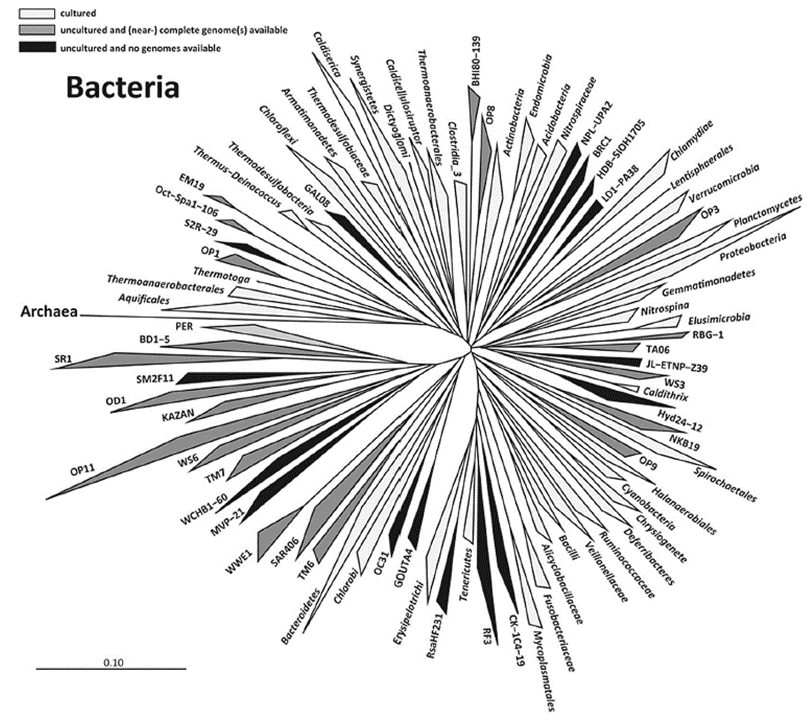 cultured
uncultured and (near-) complete genome(s) available
uncultured and no genomes available
Bacteria
Caldiserica
Synergistetes
Caldicellulosiruptor
Dictyoglomi
Thermoanaerobacterales
Clostridia_3
BHI80-139
OP8
Actinobacteria
Endomicrobia
Acidobacteria
Nitrospiraceae
NPL-UPA2
BRC1
HDB-SIOH1705
LD1-PA38
Chlamydiae
Lentisphaerales
Verrucomicrobia
OP3
Planctomycetes
Proteobacteria
Gemmatimonadetes
Nitrospina
Elusimicrobia
RBG-1
TA06
JL-ETNP-Z39
WS3
Caldithrix
Hyd24-12
NKB19
Spirochaetales
OP9
Halanaerobiales
Cyanobacteria
Chrysiogenete
Deferribacteres
Ruminococcaceae
Veillonellaceae
Bacilli
Alicyclobacillaceae
Fusobacteriaceae
Mycoplasmatales
CK-1C4-19
RF3
Tenericutes
RsaHF231
Erysipelotrichi
GOUTA4
OC31
Chlorobi
Bacteroidetes
TM6
SAR406
WWE1
MVP-21
WCHB1-60
TM7
WS6
OP11
KAZAN
OD1
SM2F11
SR1
BD1-5
PER
Archaea
Aquificales
Thermoanaerobacterales
Thermotoga
OP1
S2R-29
Oct-Spa1-106
EM19
Thermus-Deinococcus
Thermodesulfobacteria
GAL08
Chloroflexi
Armatimonadetes
Thermodesulfobiaceae
0.10